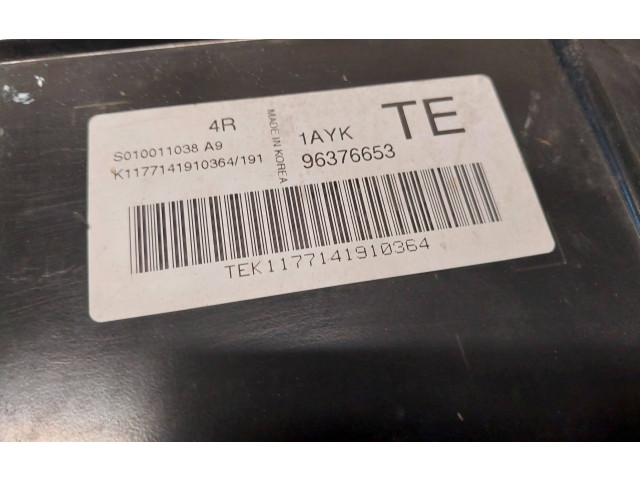 4R
S010011038 A9
K1177141910364/191
MADE IN KOREA
1AYK
96376653
TE
TEK1177141910364